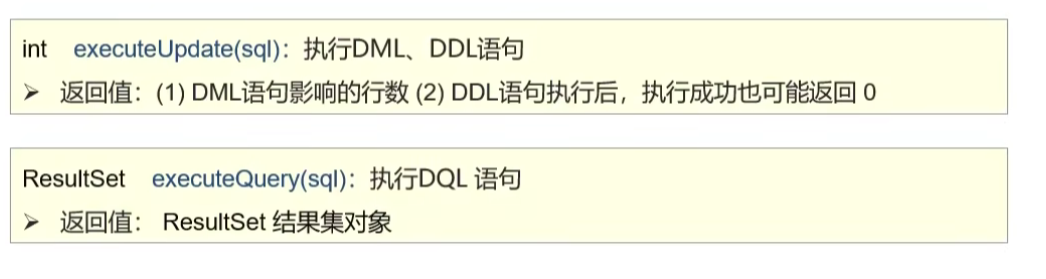 int executeUpdate(sql)：执行DML、DDL语句
➢ 返回值：(1) DML语句影响的行数 (2) DDL语句执行后，执行成功也可能返回 0
ResultSet executeQuery(sql)：执行DQL 语句
➢ 返回值： ResultSet 结果集对象